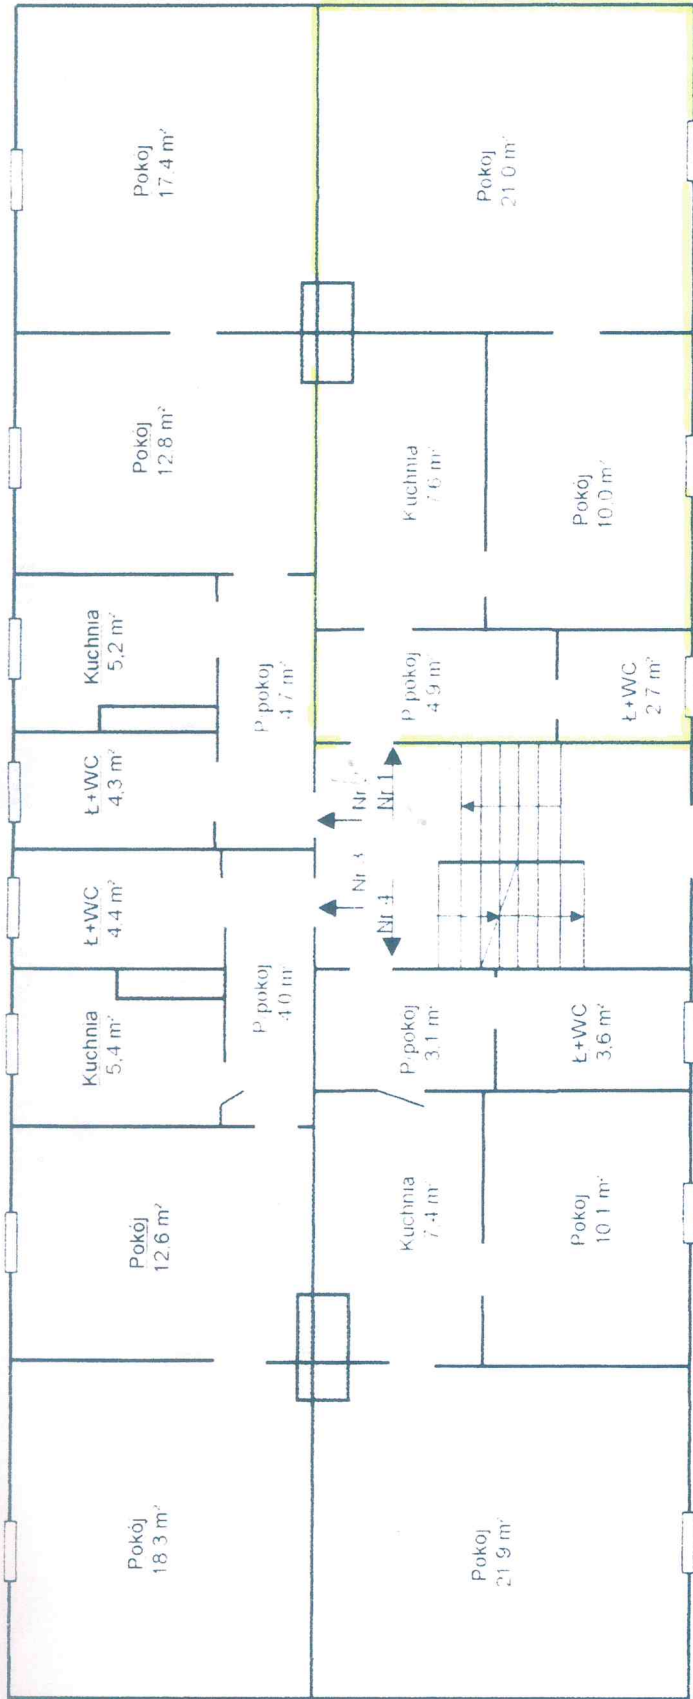 Pokój
18.3 m²
Pokój
12.6 m²
Kuchnia
5,4 m²
Ł+WC
4,4 m²
Ł+WC
4,3 m²
Kuchnia
5,2 m²
Pokój
12.8 m²
Pokój
17.4 m²
P.pokój
4.0 m²
P.pokój
4.7 m²
Nr 3
Nr 4
Nr 1
Pokój
21.9 m²
Kuchnia
7,4 m²
Pokój
10.1 m²
P.pokój
3,1 m²
Ł+WC
3,6 m²
P.pokój
4.9 m²
Ł+WC
2.7 m²
Kuchnia
7.6 m²
Pokój
10.0 m²
Pokój
21.0 m²